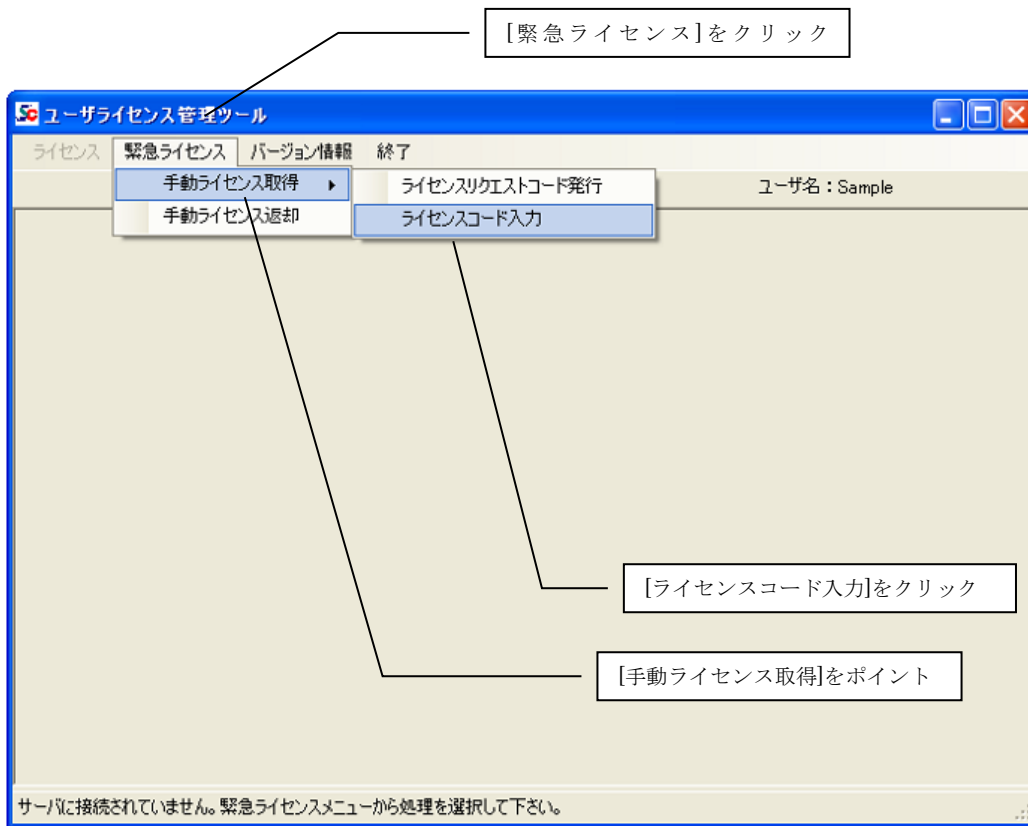 [緊急ライセンス]をクリック
Sc ユーザライセンス管理ツール
ライセンス 緊急ライセンス バージョン情報 終了
手動ライセンス取得 ライセンスリクエストコード発行 ユーザ名:Sample
手動ライセンス返却 ライセンスコード入力
[ライセンスコード入力]をクリック
[手動ライセンス取得]をポイント
サーバに接続されていません。緊急ライセンスメニューから処理を選択して下さい。